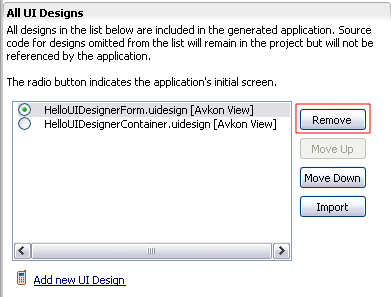 All UI Designs
All designs in the list below are included in the generated application. Source
code for designs omitted from the list will remain in the project but will not be
referenced by the application.
The radio button indicates the application's initial screen.
HelloUIDesignerForm.uidesign [Avkon View]
HelloUIDesignerContainer.uidesign [Avkon View]
Remove
Move Up
Move Down
Import
Add new UI Design